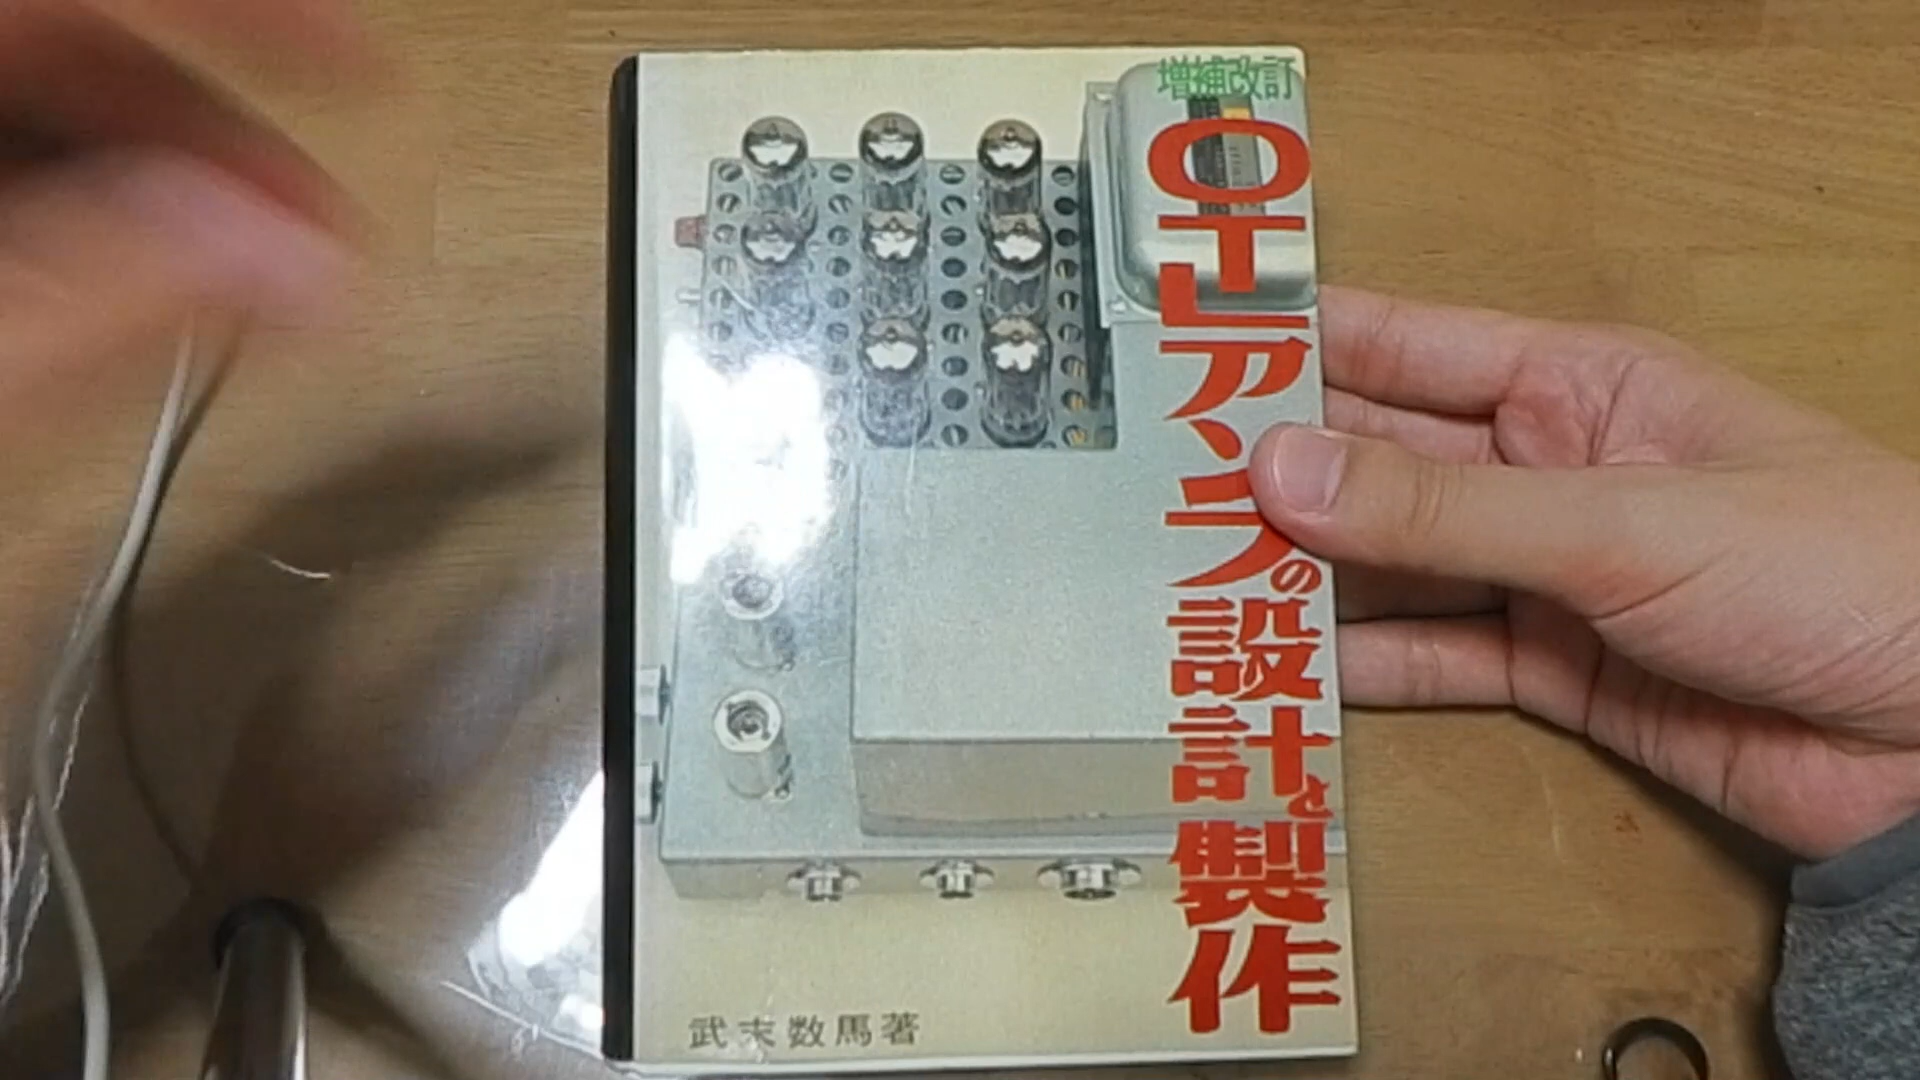 増補改訂
OTLアンプの設計と製作
武末数馬著